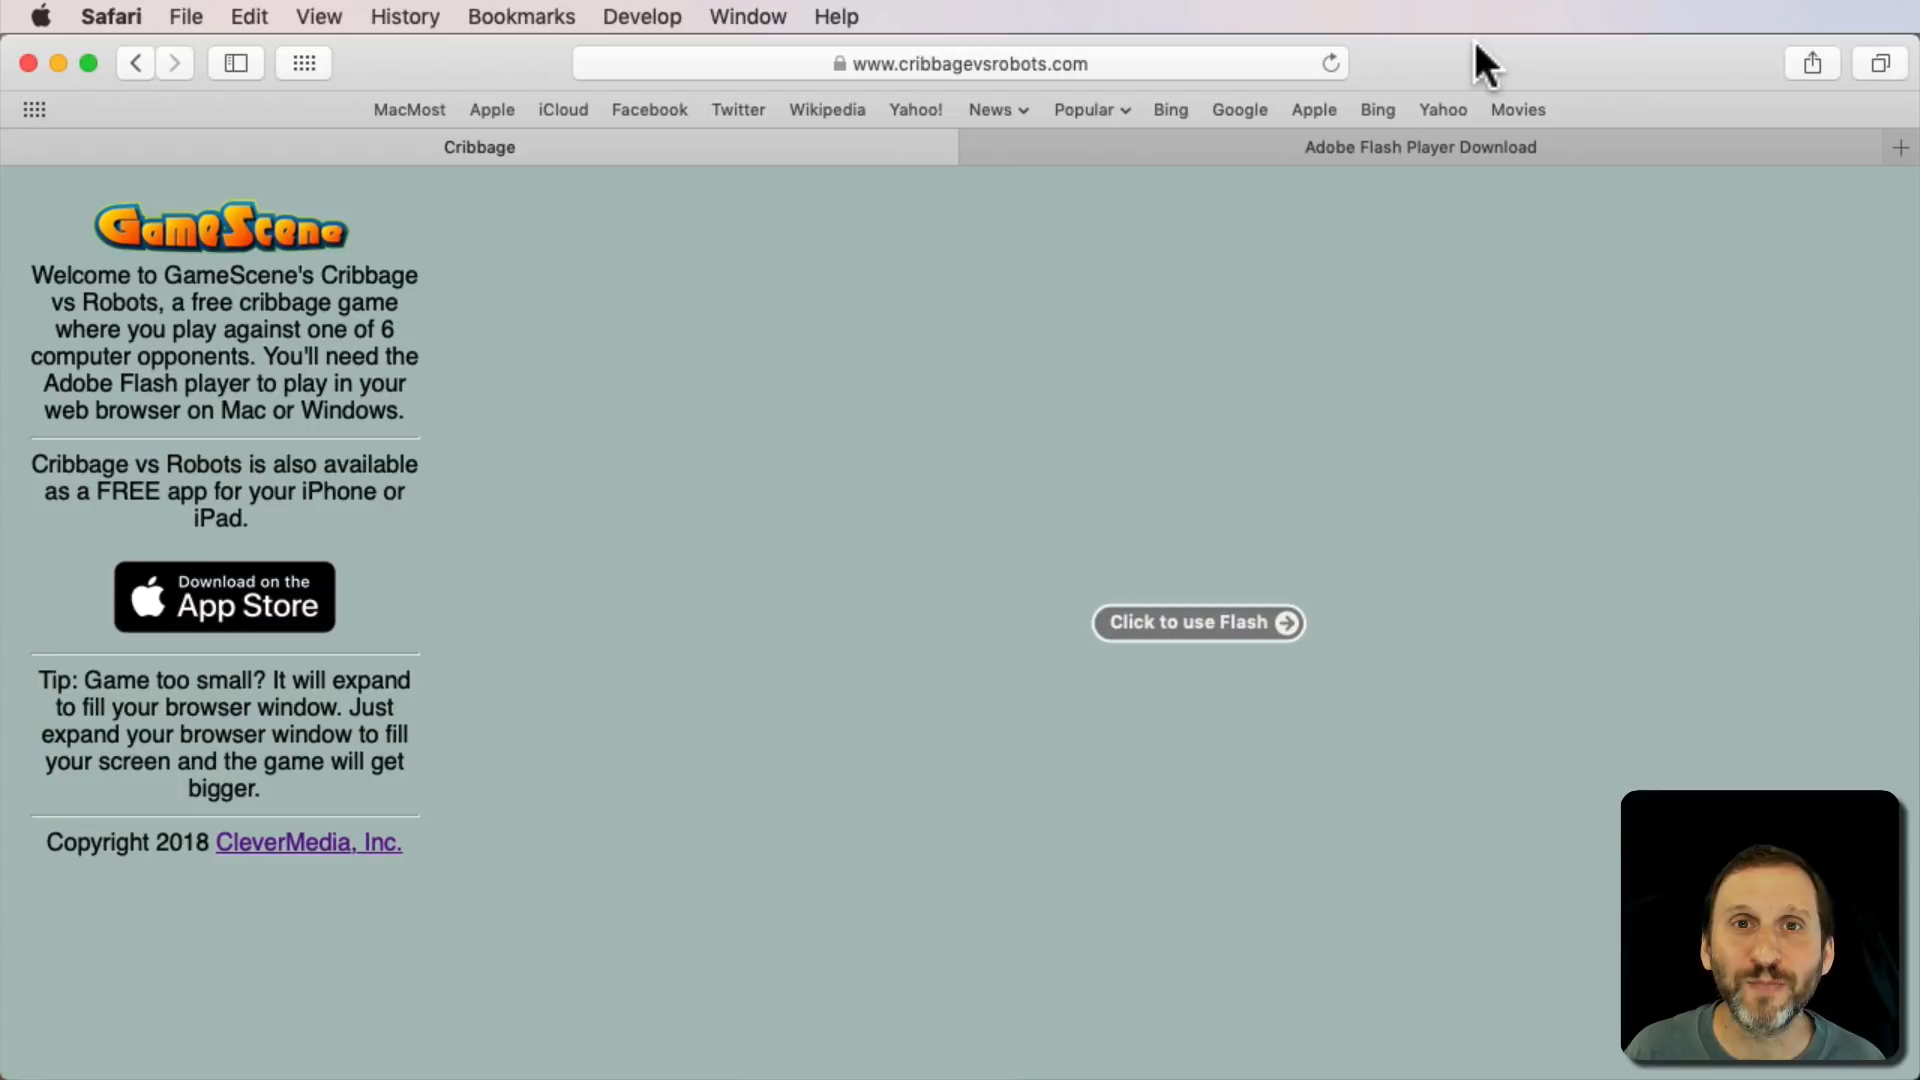 Safari File Edit View History Bookmarks Develop Window Help
www.cribbagevsrobots.com
MacMost Apple iCloud Facebook Twitter Wikipedia Yahoo! News Popular Bing Google Apple Bing Yahoo Movies
Cribbage Adobe Flash Player Download
GameScene
Welcome to GameScene's Cribbage
vs Robots, a free cribbage game
where you play against one of 6
computer opponents. You'll need the
Adobe Flash player to play in your
web browser on Mac or Windows.
Cribbage vs Robots is also available
as a FREE app for your iPhone or
iPad.
Download on the
App Store
Click to use Flash
Tip: Game too small? It will expand
to fill your browser window. Just
expand your browser window to fill
your screen and the game will get
bigger.
Copyright 2018 CleverMedia, Inc.